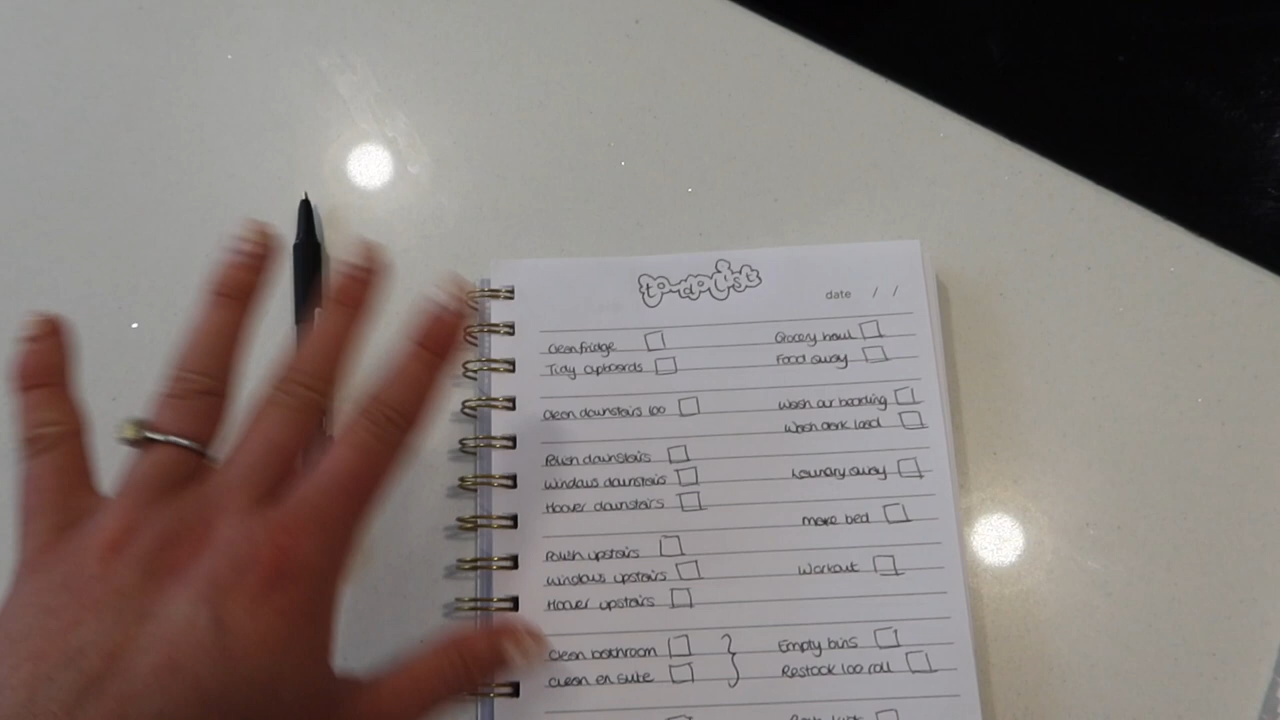 to-do list
date / /
Clean fridge
Grocery haul
Tidy cupboards
Food away
Clean downstairs loo
Wash our bedding
Wash dark load
Polish downstairs
Windows downstairs
Laundry away
Hoover downstairs
make bed
Polish upstairs
Windows upstairs
Workout
Hoover upstairs
Clean bathroom
Empty bins
Clean en suite
Restock loo roll